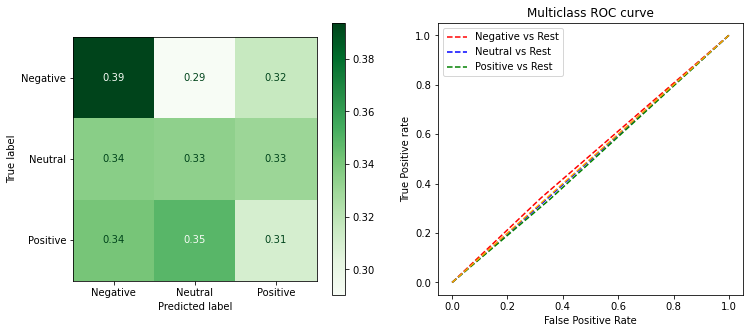 Negative
Neutral
Positive
True label
0.39
0.29
0.32
0.34
0.33
0.33
0.34
0.35
0.31
Negative
Neutral
Positive
Predicted label
0.38
0.36
0.34
0.32
0.30
Multiclass ROC curve
Negative vs Rest
Neutral vs Rest
Positive vs Rest
True Positive rate
1.0
0.8
0.6
0.4
0.2
0.0
0.0
0.2
0.4
0.6
0.8
1.0
False Positive Rate